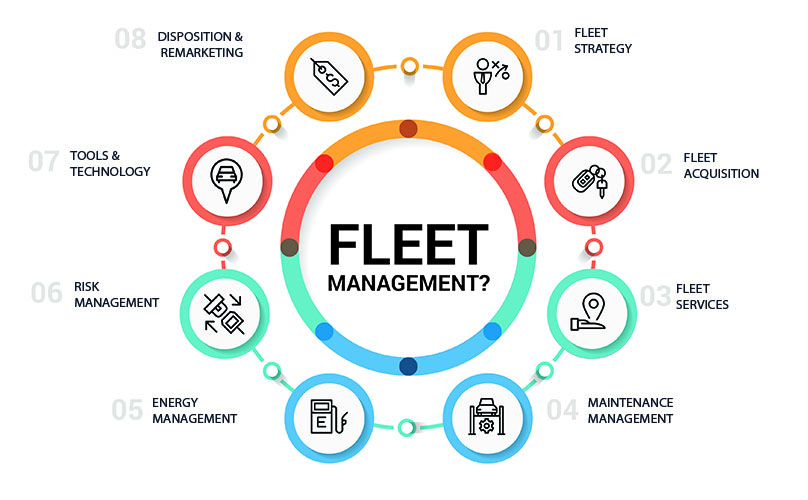 FLEET
MANAGEMENT?
01
FLEET
STRATEGY
02
FLEET
ACQUISITION
03
FLEET
SERVICES
04
MAINTENANCE
MANAGEMENT
05
ENERGY
MANAGEMENT
E
06
RISK
MANAGEMENT
07
TOOLS &
TECHNOLOGY
08
DISPOSITION &
REMARKETING
$